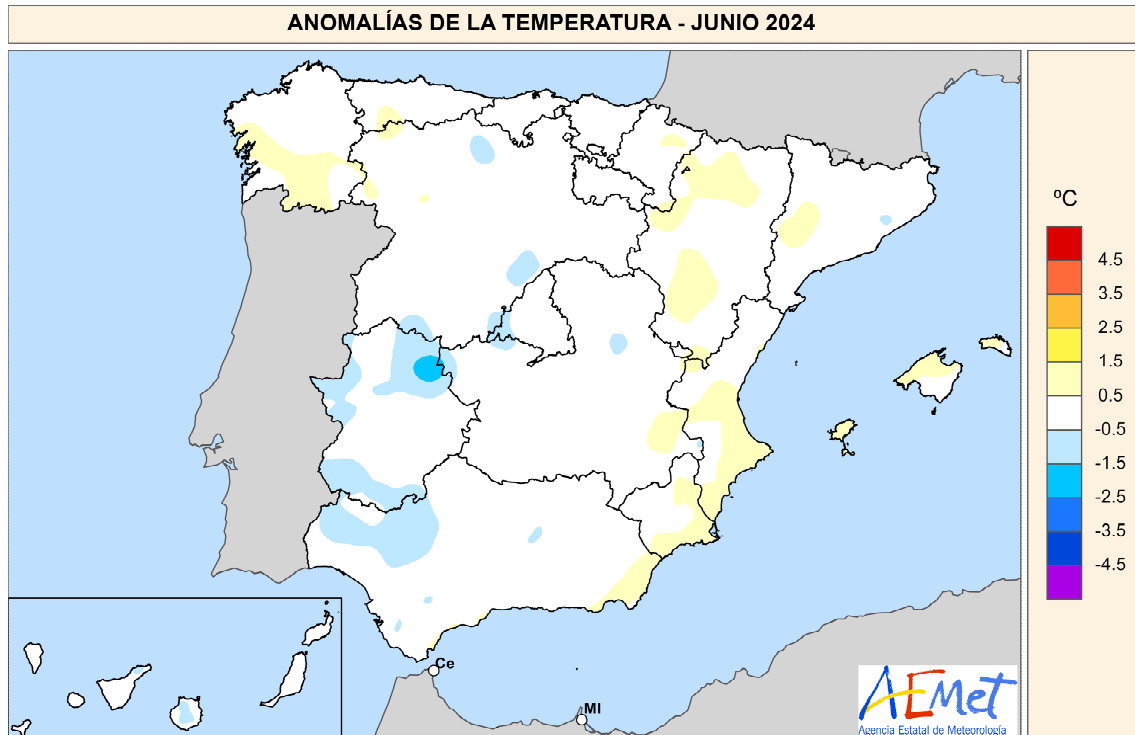 ANOMALÍAS DE LA TEMPERATURA - JUNIO 2024
ºC
4.5
3.5
2.5
1.5
0.5
-0.5
-1.5
-2.5
-3.5
-4.5
Ce
Ml
AEMet
Agencia Estatal de Meteorología